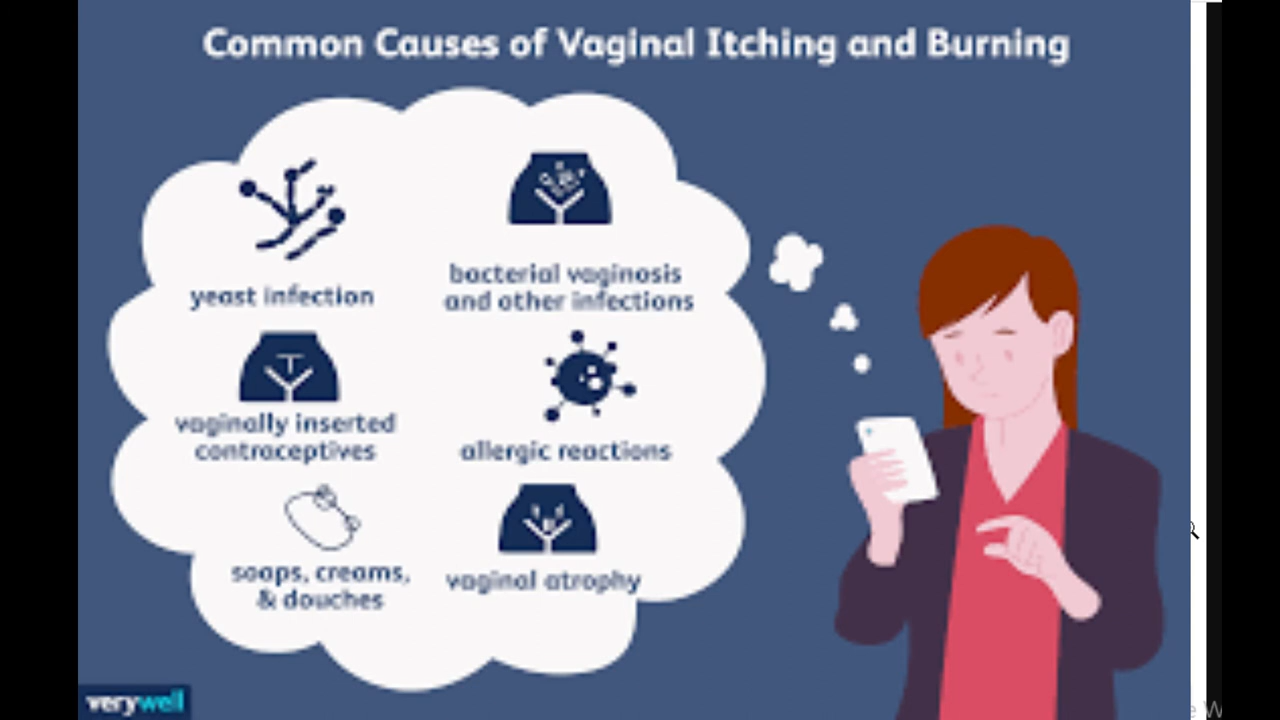 Common Causes of Vaginal Itching and Burning
yeast infection
bacterial vaginosis
and other infections
vaginally inserted
contraceptives
allergic reactions
soaps, creams,
& douches
vaginal atrophy
verywell